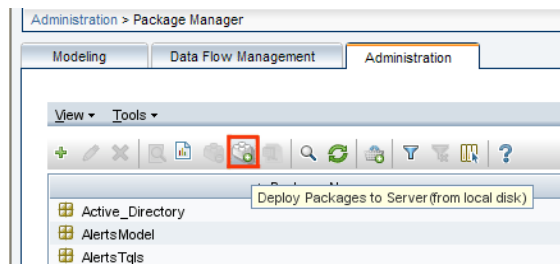 Administration > Package Manager
Modeling Data Flow Management Administration
View Tools
Deploy Packages to Server(from local disk)
Active_Directory
AlertsModel
AlertsTqls